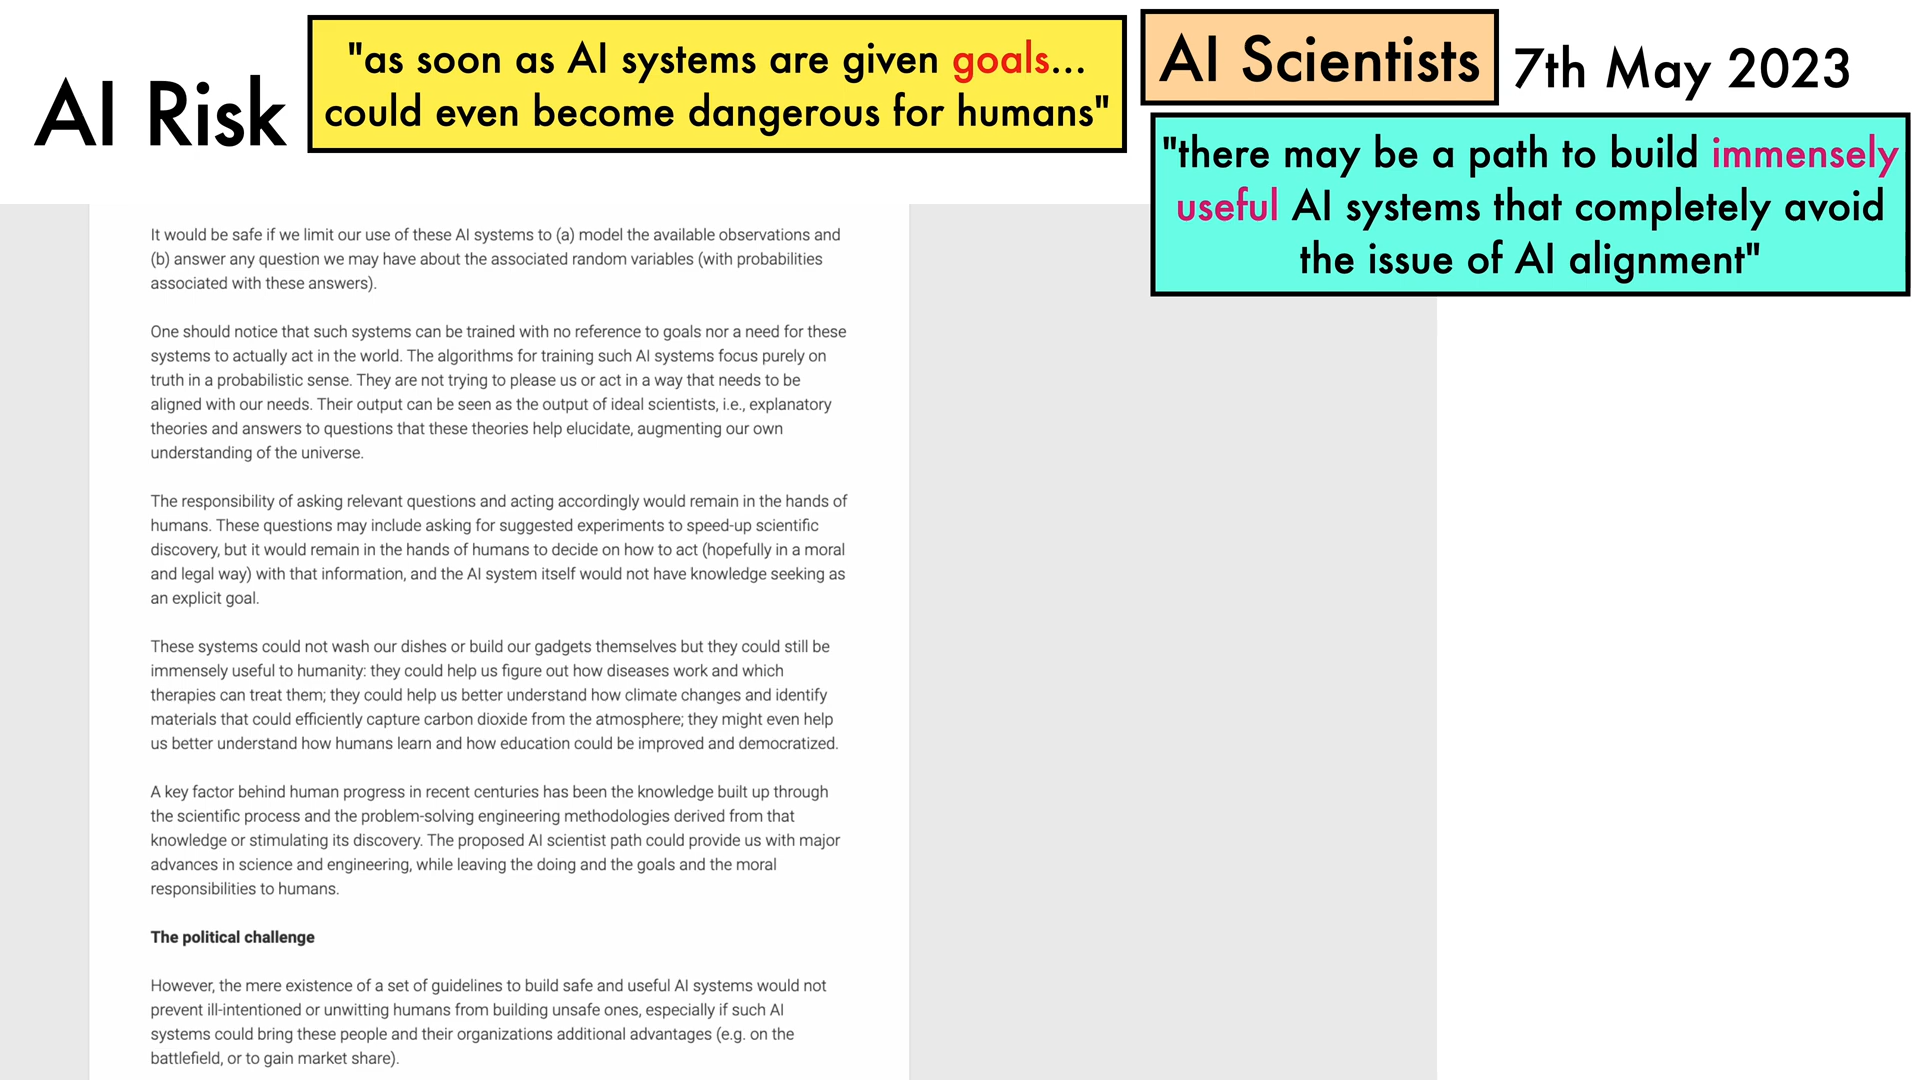 AI Risk
"as soon as AI systems are given goals...
could even become dangerous for humans"
AI Scientists
7th May 2023
"there may be a path to build immensely
useful AI systems that completely avoid
the issue of AI alignment"
It would be safe if we limit our use of these AI systems to (a) model the available observations and
(b) answer any question we may have about the associated random variables (with probabilities
associated with these answers).
One should notice that such systems can be trained with no reference to goals nor a need for these
systems to actually act in the world. The algorithms for training such AI systems focus purely on
truth in a probabilistic sense. They are not trying to please us or act in a way that needs to be
aligned with our needs. Their output can be seen as the output of ideal scientists, i.e., explanatory
theories and answers to questions that these theories help elucidate, augmenting our own
understanding of the universe.
The responsibility of asking relevant questions and acting accordingly would remain in the hands of
humans. These questions may include asking for suggested experiments to speed-up scientific
discovery, but it would remain in the hands of humans to decide on how to act (hopefully in a moral
and legal way) with that information, and the AI system itself would not have knowledge seeking as
an explicit goal.
These systems could not wash our dishes or build our gadgets themselves but they could still be
immensely useful to humanity: they could help us figure out how diseases work and which
therapies can treat them; they could help us better understand how climate changes and identify
materials that could efficiently capture carbon dioxide from the atmosphere; they might even help
us better understand how humans learn and how education could be improved and democratized.
A key factor behind human progress in recent centuries has been the knowledge built up through
the scientific process and the problem-solving engineering methodologies derived from that
knowledge or stimulating its discovery. The proposed AI scientist path could provide us with major
advances in science and engineering, while leaving the doing and the goals and the moral
responsibilities to humans.
The political challenge
However, the mere existence of a set of guidelines to build safe and useful AI systems would not
prevent ill-intentioned or unwitting humans from building unsafe ones, especially if such AI
systems could bring these people and their organizations additional advantages (e.g. on the
battlefield, or to gain market share).